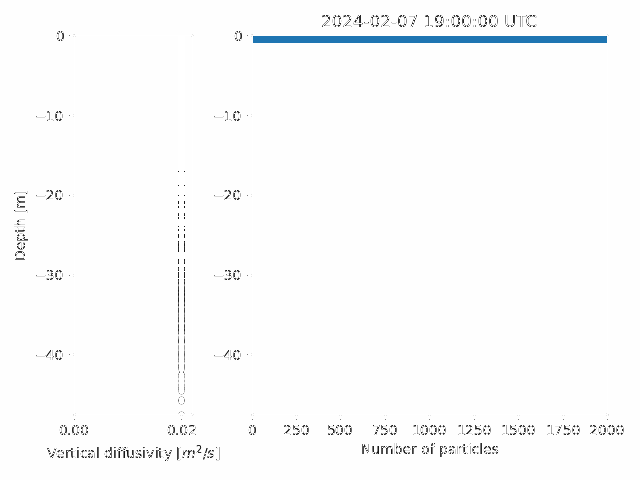 2024-02-07 19:00:00 UTC
0
−10
−20
−30
−40
Depth [m]
0.00 0.02
Vertical diffusivity [m²/s]
0
−10
−20
−30
−40
0 250 500 750 1000 1250 1500 1750 2000
Number of particles